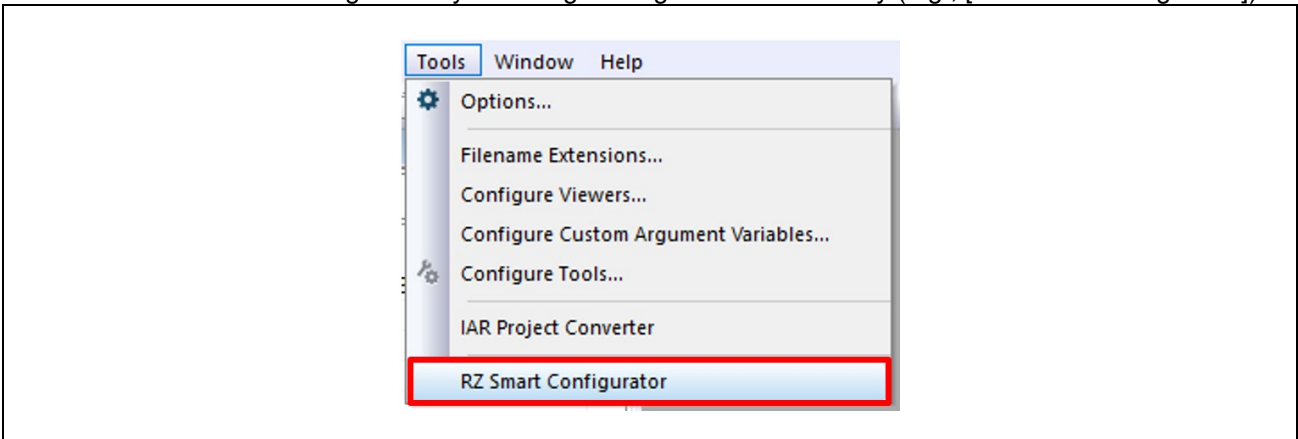 Tools Window Help
Options...
Filename Extensions...
Configure Viewers...
Configure Custom Argument Variables...
Configure Tools...
IAR Project Converter
RZ Smart Configurator